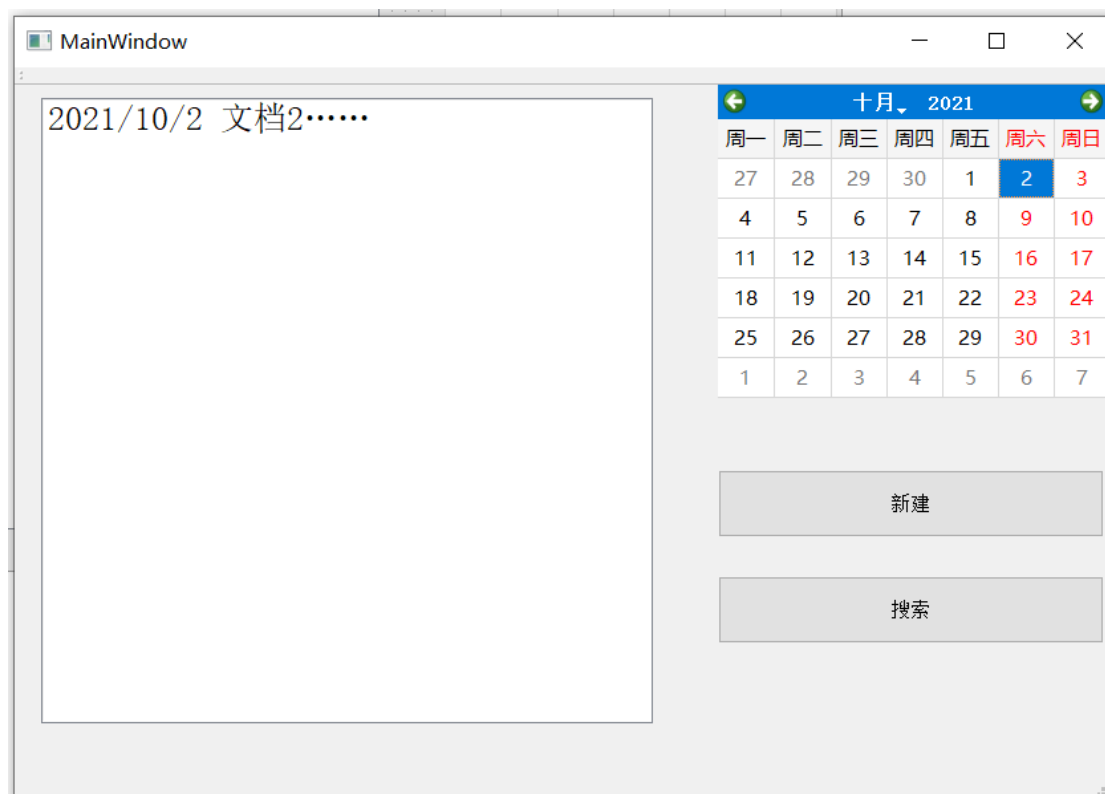 MainWindow
2021/10/2 文档2……
十月 2021
周一 周二 周三 周四 周五 周六 周日
27 28 29 30 1 2 3
4 5 6 7 8 9 10
11 12 13 14 15 16 17
18 19 20 21 22 23 24
25 26 27 28 29 30 31
1 2 3 4 5 6 7
新建
搜索